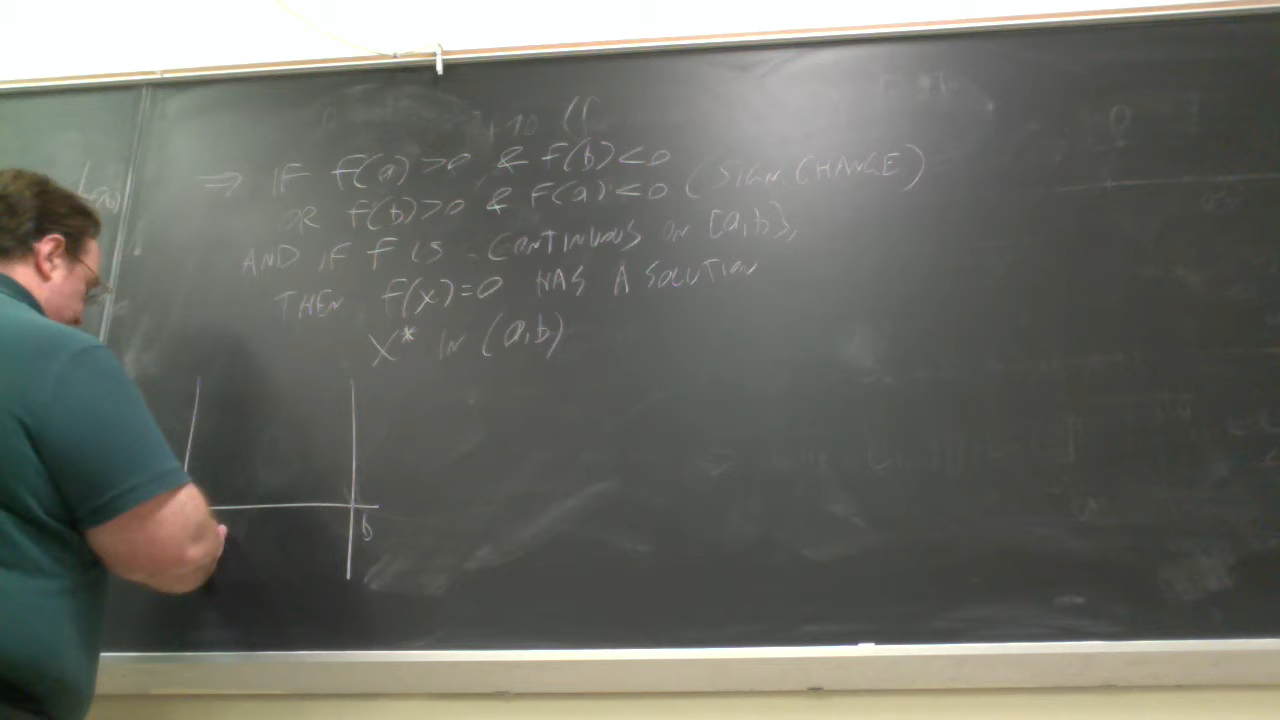 ⇒ IF f(a)>0 & f(b)<0
OR f(b)>0 & f(a)<0 (SIGN CHANGE)
AND IF f IS CONTINUOUS ON [a,b],
THEN f(x)=0 HAS A SOLUTION
X* IN (a,b)
b